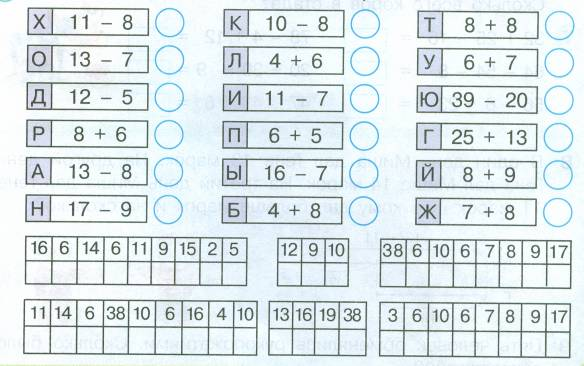 Х 11 – 8 К 10 – 8 Т 8 + 8
О 13 – 7 Л 4 + 6 У 6 + 7
Д 12 – 5 И 11 – 7 Ю 39 – 20
Р 8 + 6 П 6 + 5 Г 25 + 13
А 13 – 8 Ы 16 – 7 Й 8 + 9
Н 17 – 9 Б 4 + 8 Ж 7 + 8
16 6 14 6 11 9 15 2 5 12 9 10 38 6 10 6 7 8 9 17
11 14 6 38 10 6 16 4 10 13 16 19 38 3 6 10 6 7 8 9 17